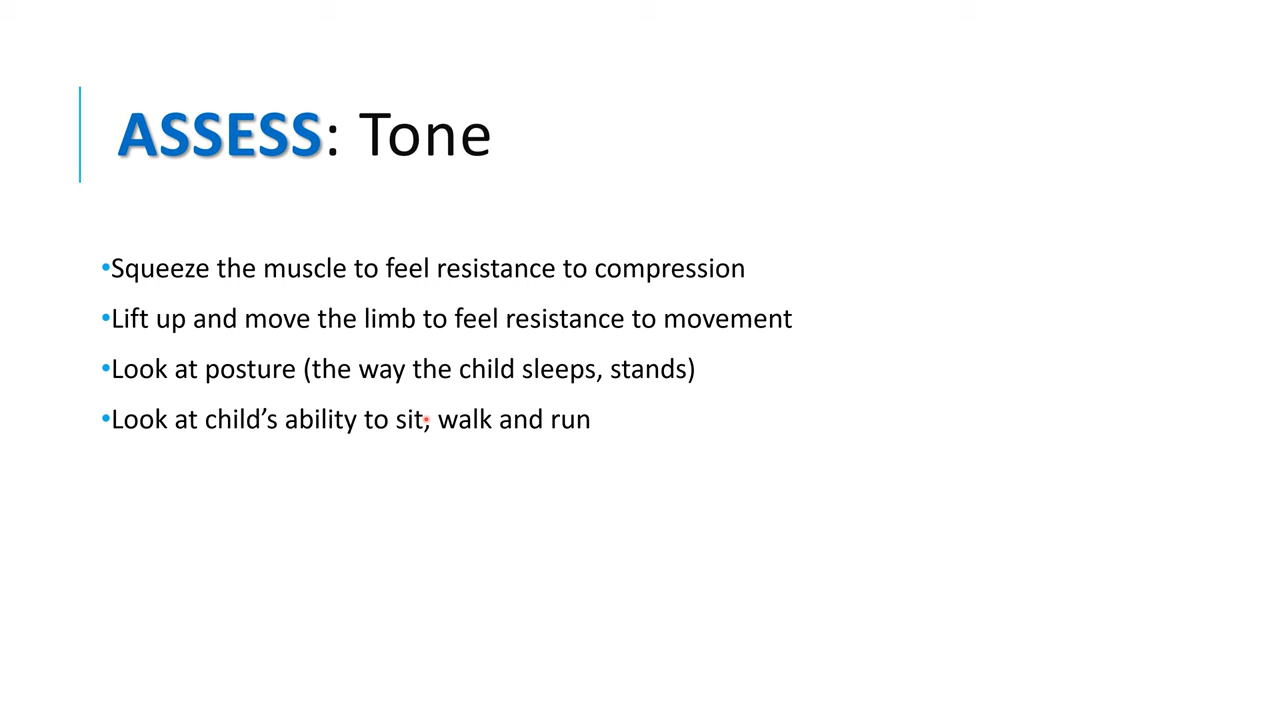 ASSESS: Tone
•Squeeze the muscle to feel resistance to compression
•Lift up and move the limb to feel resistance to movement
•Look at posture (the way the child sleeps, stands)
•Look at child’s ability to sit, walk and run